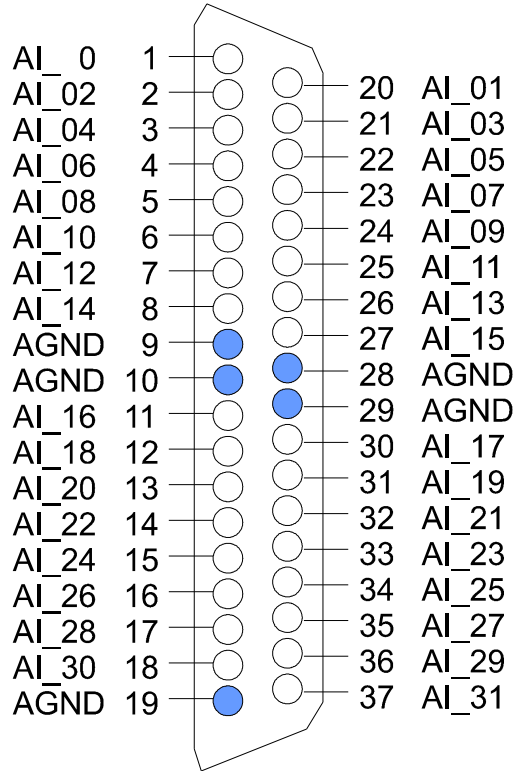 AI_ 0 1
AI_02 2
AI_04 3
AI_06 4
AI_08 5
AI_10 6
AI_12 7
AI_14 8
AGND 9
AGND 10
AI_16 11
AI_18 12
AI_20 13
AI_22 14
AI_24 15
AI_26 16
AI_28 17
AI_30 18
AGND 19
20 AI_01
21 AI_03
22 AI_05
23 AI_07
24 AI_09
25 AI_11
26 AI_13
27 AI_15
28 AGND
29 AGND
30 AI_17
31 AI_19
32 AI_21
33 AI_23
34 AI_25
35 AI_27
36 AI_29
37 AI_31